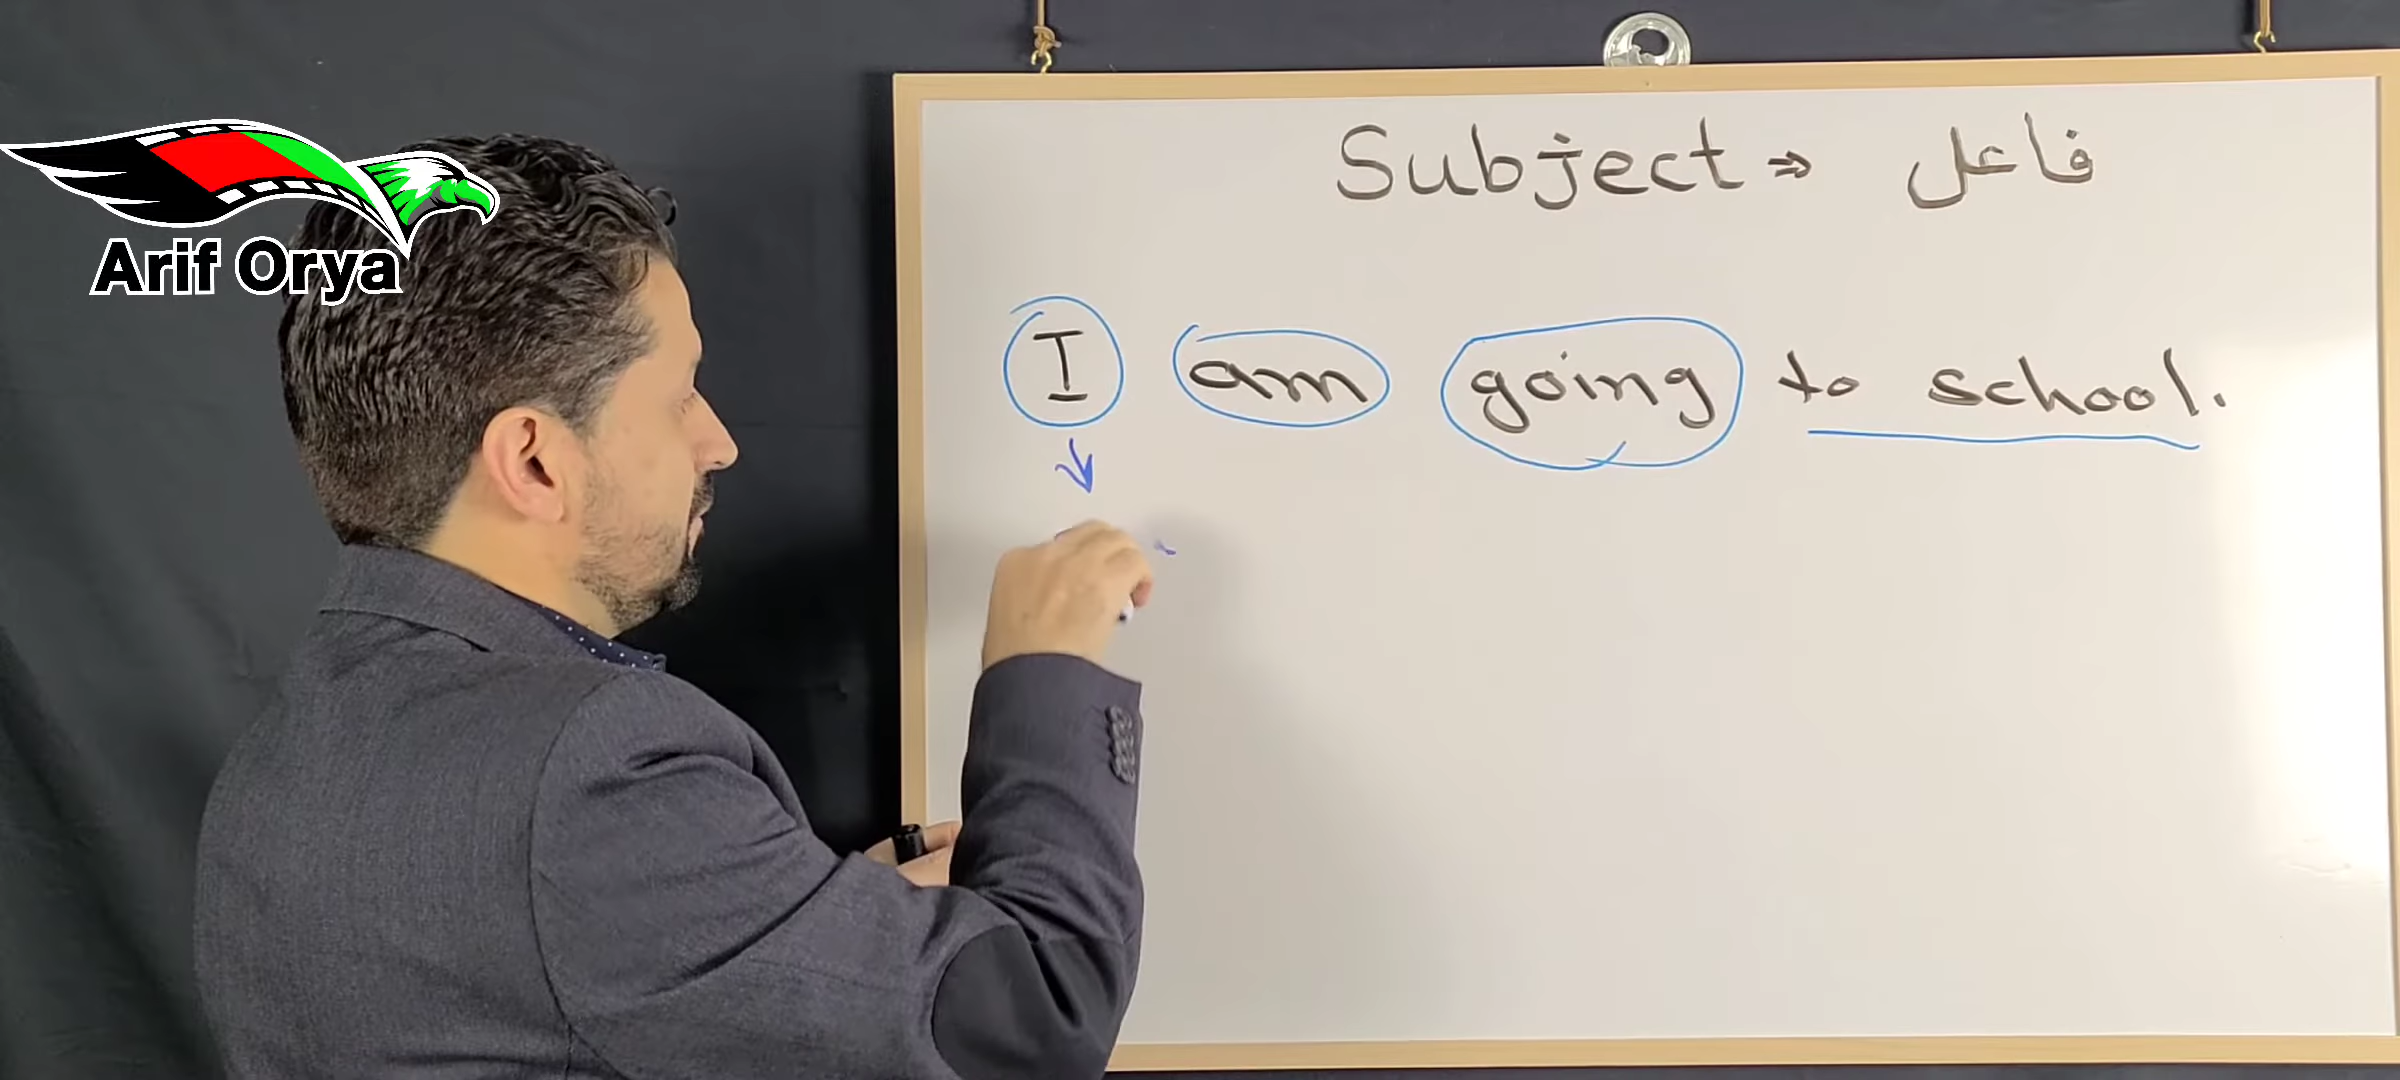 Arif Orya
Subject ⇒ فاعل
I am going to school.